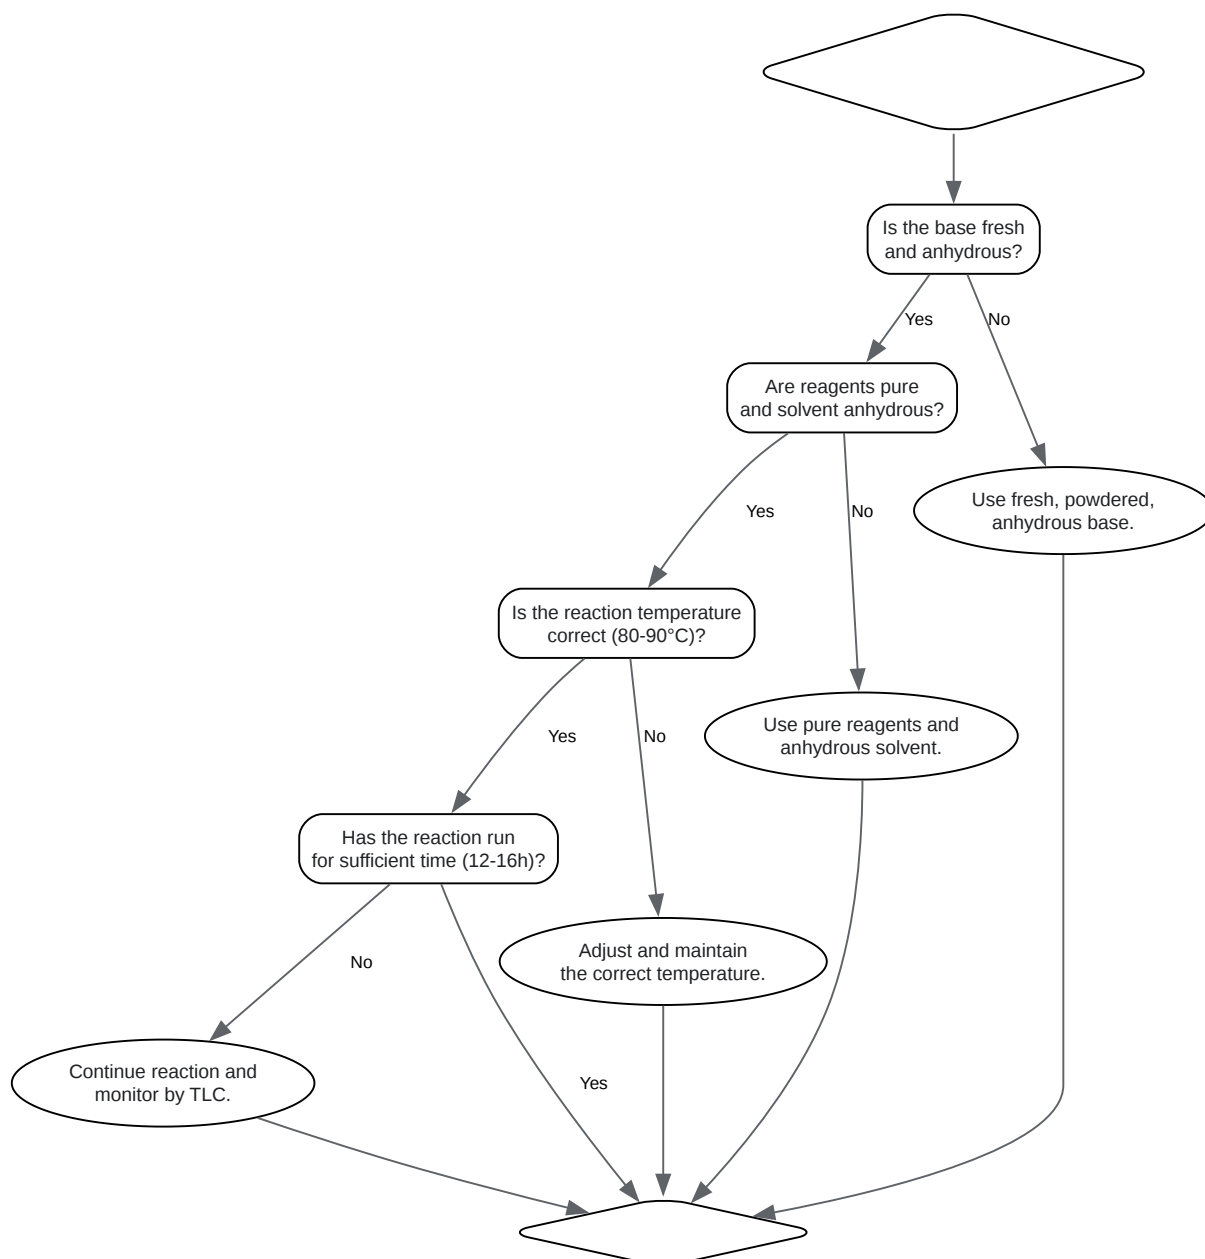 Is the base fresh
and anhydrous?
Yes
No
Are reagents pure
and solvent anhydrous?
Yes
No
Use fresh, powdered,
anhydrous base.
Is the reaction temperature
correct (80-90°C)?
Yes
No
Use pure reagents and
anhydrous solvent.
Has the reaction run
for sufficient time (12-16h)?
No
Adjust and maintain
the correct temperature.
Yes
Continue reaction and
monitor by TLC.